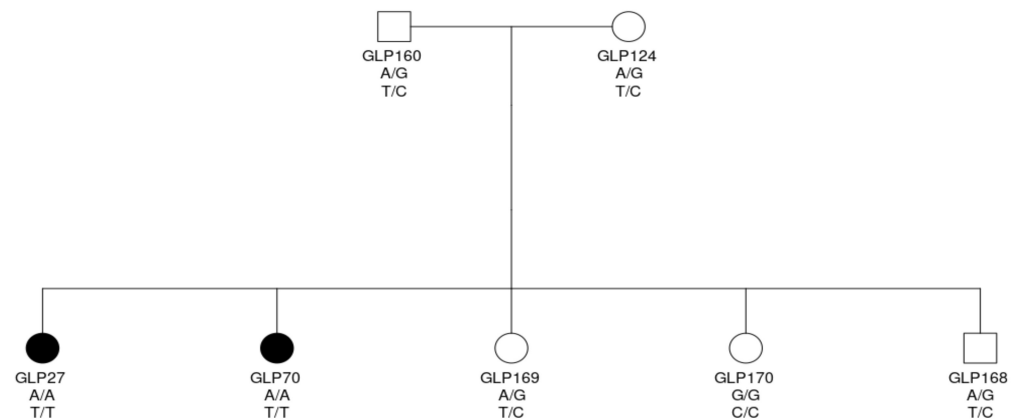 GLP160
A/G
T/C
GLP124
A/G
T/C
GLP27
A/A
T/T
GLP70
A/A
T/T
GLP169
A/G
T/C
GLP170
G/G
C/C
GLP168
A/G
T/C